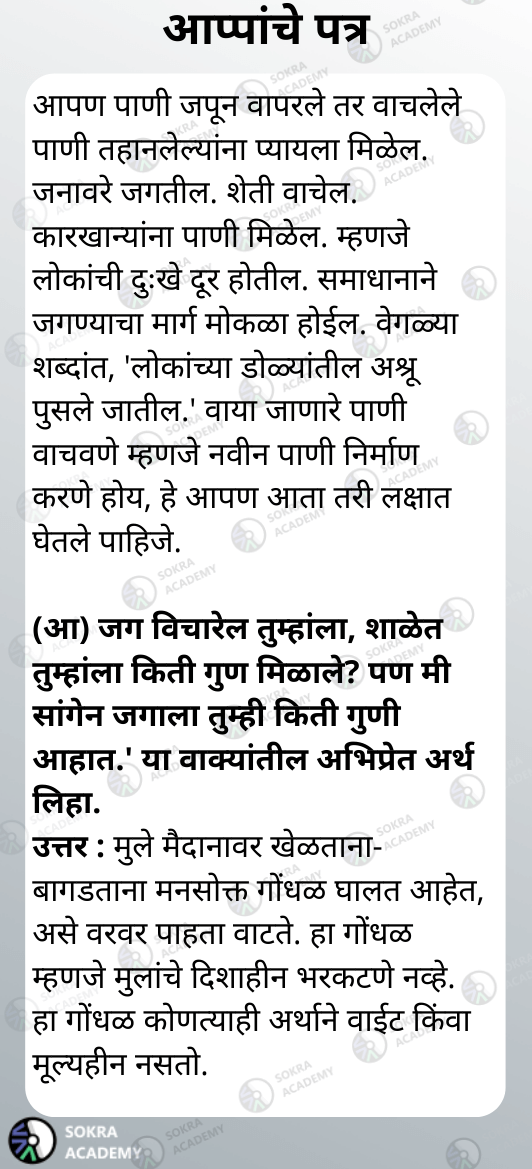 आप्पांचे पत्र
आपण पाणी जपून वापरले तर वाचलेले
पाणी तहानलेल्यांना प्यायला मिळेल.
जनावरे जगतील. शेती वाचेल.
कारखान्यांना पाणी मिळेल. म्हणजे
लोकांची दुःखे दूर होतील. समाधानाने
जगण्याचा मार्ग मोकळा होईल. वेगळ्या
शब्दांत, 'लोकांच्या डोळ्यांतील अश्रू
पुसले जातील.' वाया जाणारे पाणी
वाचवणे म्हणजे नवीन पाणी निर्माण
करणे होय, हे आपण आता तरी लक्षात
घेतले पाहिजे.
(आ) जग विचारेल तुम्हांला, शाळेत
तुम्हांला किती गुण मिळाले? पण मी
सांगेन जगाला तुम्ही किती गुणी
आहात.' या वाक्यांतील अभिप्रेत अर्थ
लिहा.
उत्तर : मुले मैदानावर खेळताना-
बागडताना मनसोक्त गोंधळ घालत आहेत,
असे वरवर पाहता वाटते. हा गोंधळ
म्हणजे मुलांचे दिशाहीन भरकटणे नव्हे.
हा गोंधळ कोणत्याही अर्थाने वाईट किंवा
मूल्यहीन नसतो.
SOKRA
ACADEMY